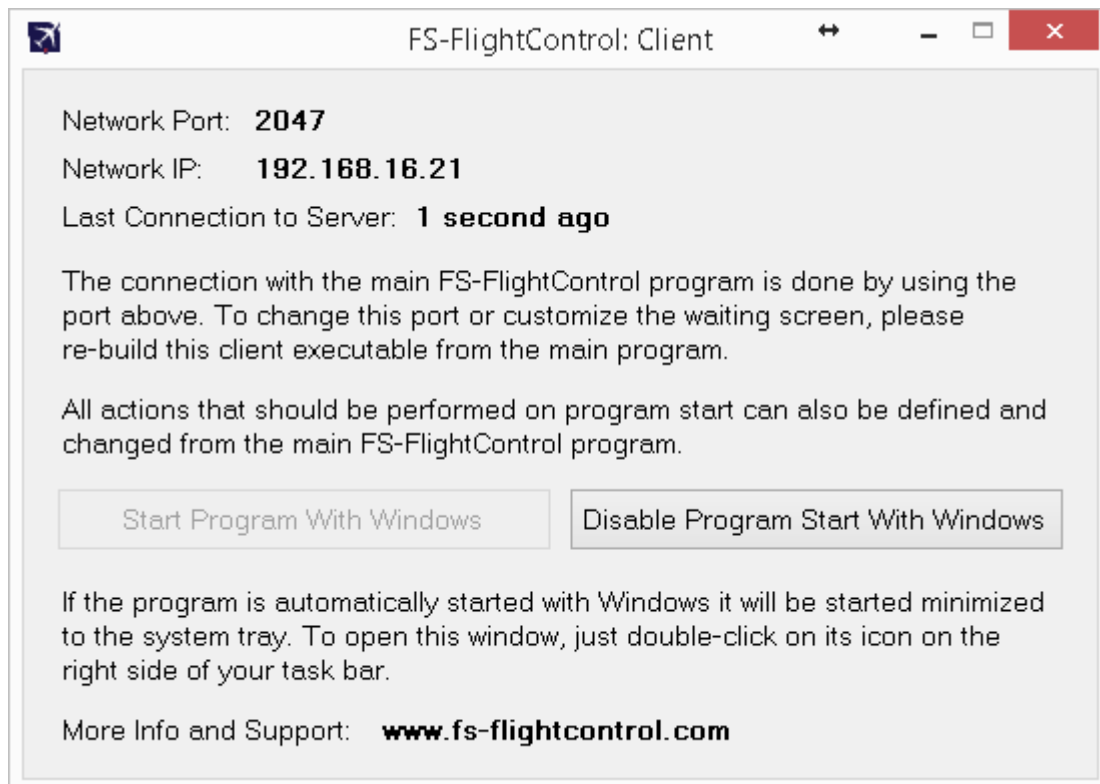 FS-FlightControl: Client
Network Port: 2047
Network IP: 192.168.16.21
Last Connection to Server: 1 second ago
The connection with the main FS-FlightControl program is done by using the
port above. To change this port or customize the waiting screen, please
re-build this client executable from the main program.
All actions that should be performed on program start can also be defined and
changed from the main FS-FlightControl program.
Start Program With Windows
Disable Program Start With Windows
If the program is automatically started with Windows it will be started minimized
to the system tray. To open this window, just double-click on its icon on the
right side of your task bar.
More Info and Support: www.fs-flightcontrol.com